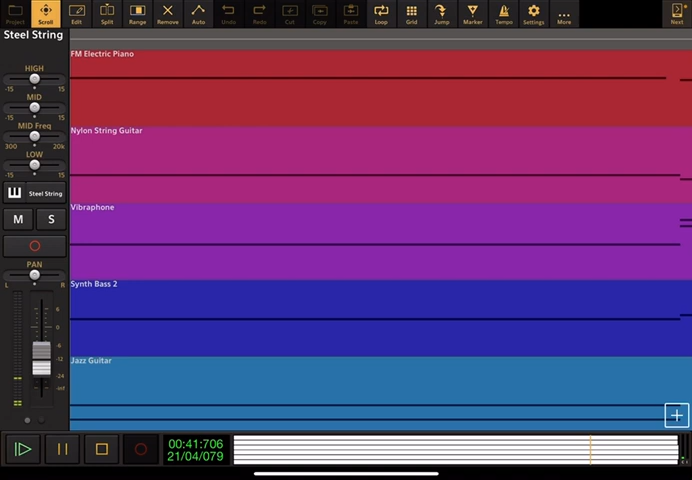 Project Scroll Edit Split Range Remove Auto Undo Redo Cut Copy Paste Loop Grid Jump Marker Tempo Settings More Next
Steel String
HIGH
-15 15
MID
-15 15
MID Freq
300 20k
LOW
-15 15
Steel String
M S
PAN
L R
6
0
-6
-12
-24
-inf
FM Electric Piano
Nylon String Guitar
Vibraphone
Synth Bass 2
Jazz Guitar
00:41:706
21/04/079